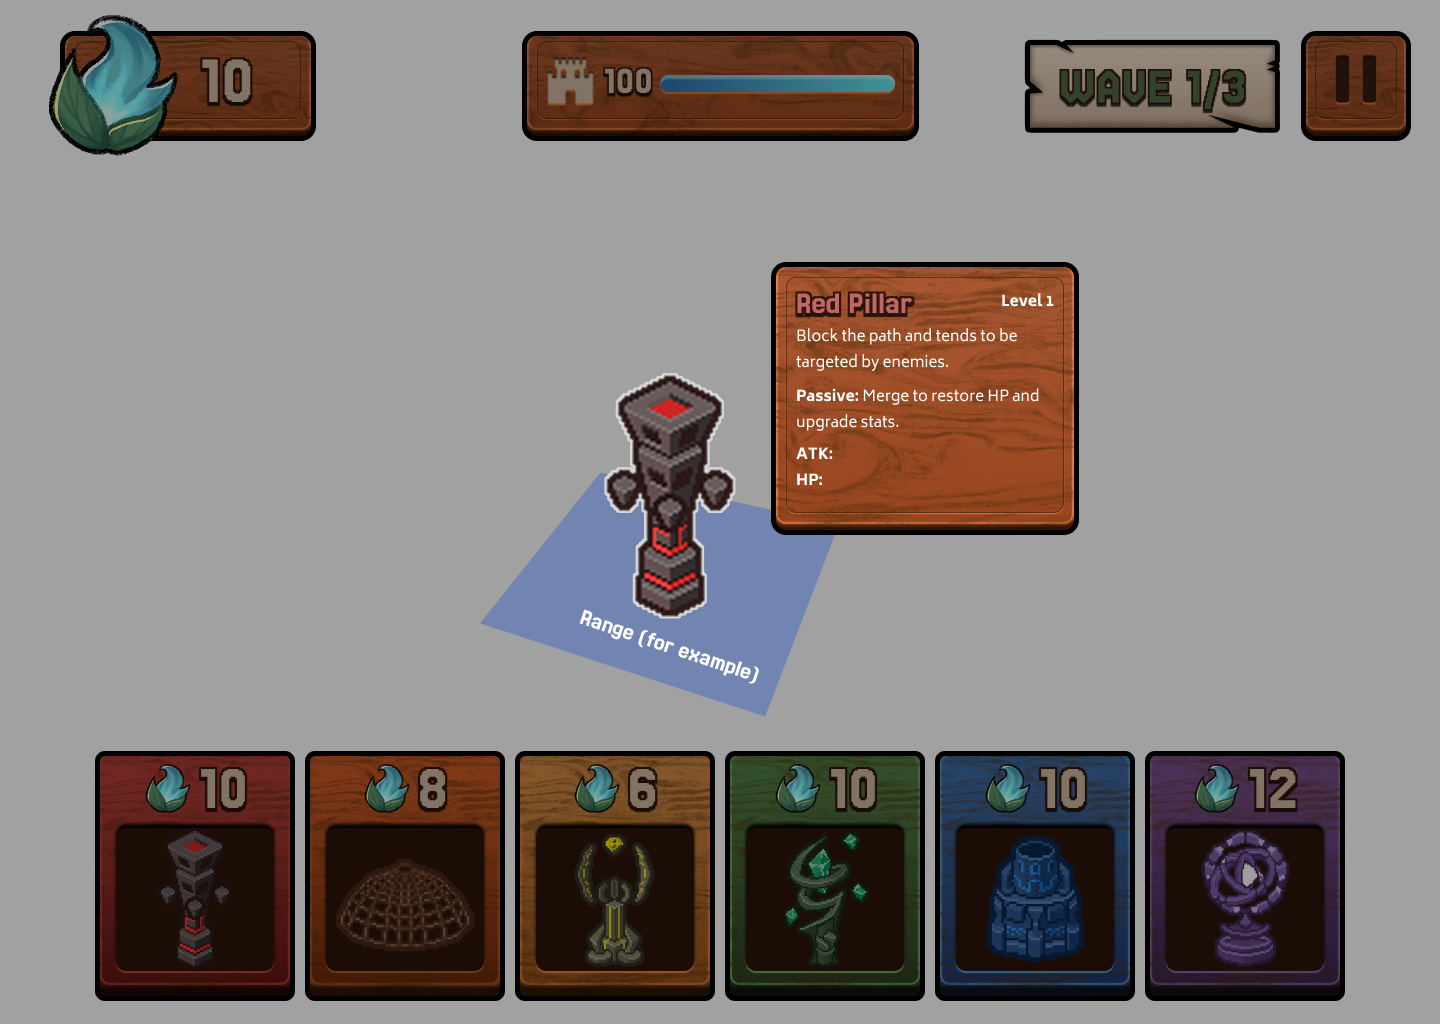 10
100
WAVE 1/3
Red Pillar
Level 1
Block the path and tends to be
targeted by enemies.
Passive: Merge to restore HP and
upgrade stats.
ATK:
HP:
Range (for example)
10
8
6
10
10
12